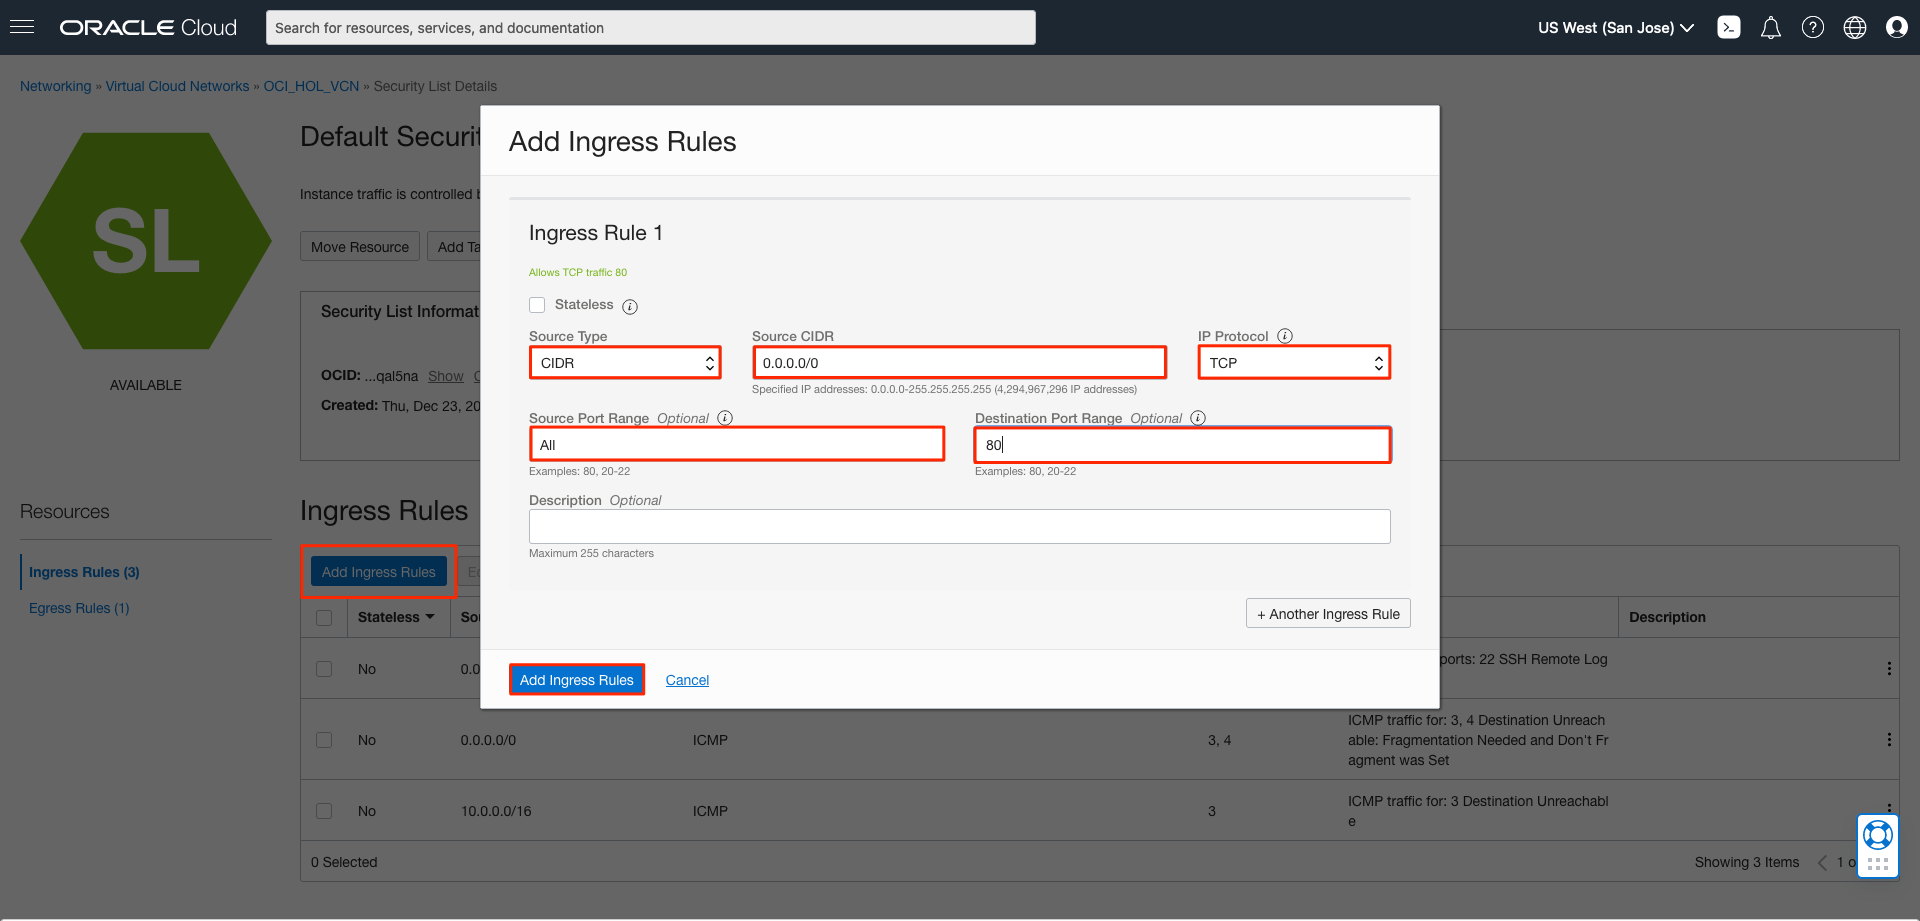 ORACLE Cloud
Search for resources, services, and documentation
US West (San Jose)
Networking » Virtual Cloud Networks » OCI_HOL_VCN » Security List Details
SL
AVAILABLE
Default Securit
Instance traffic is controlled
Move Resource
Add Ta
Security List Informat
OCID: ...qal5na Show
Created: Thu, Dec 23, 20
Resources
Ingress Rules (3)
Egress Rules (1)
Ingress Rules
Add Ingress Rules
Stateless
Description
No
ports: 22 SSH Remote Log
No
0.0.0.0/0
ICMP
3, 4
ICMP traffic for: 3, 4 Destination Unreach
able: Fragmentation Needed and Don't Fr
agment was Set
No
10.0.0.0/16
ICMP
3
ICMP traffic for: 3 Destination Unreachabl
e
0 Selected
Showing 3 Items
1 o
Add Ingress Rules
Ingress Rule 1
Allows TCP traffic 80
Stateless
Source Type
CIDR
Source CIDR
0.0.0.0/0
Specified IP addresses: 0.0.0.0-255.255.255.255 (4,294,967,296 IP addresses)
IP Protocol
TCP
Source Port Range Optional
All
Examples: 80, 20-22
Destination Port Range Optional
80
Examples: 80, 20-22
Description Optional
Maximum 255 characters
+ Another Ingress Rule
Add Ingress Rules
Cancel